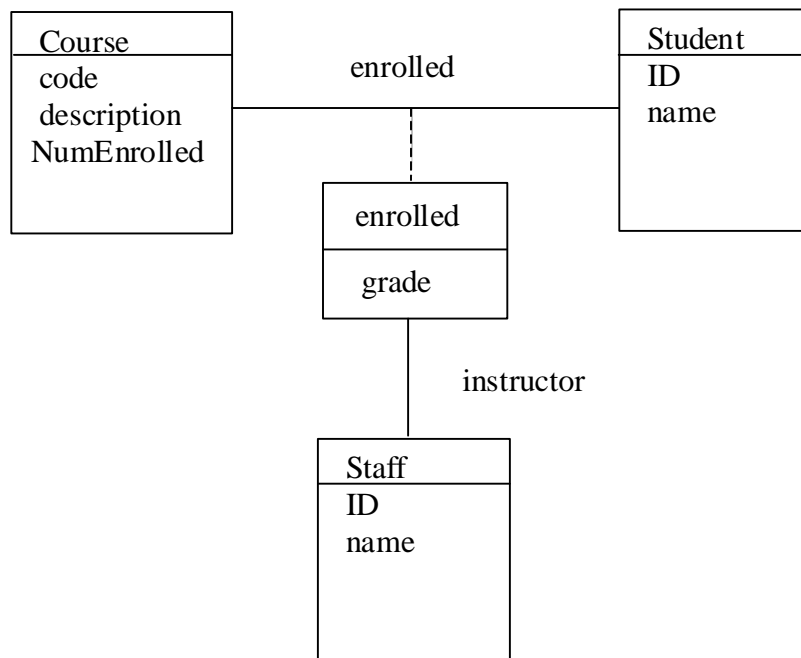 Course
code
description
NumEnrolled
enrolled
Student
ID
name
enrolled
grade
instructor
Staff
ID
name